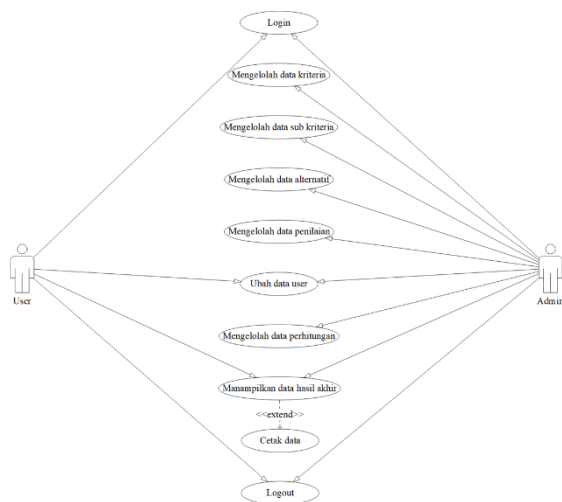 Login
Mengelolah data kriteria
Mengelolah data sub kriteria
Mengelolah data alternatif
Mengelolah data penilaian
User
Ubah data user
Admin
Mengelolah data perhitungan
Manampilkan data hasil akhir
<<extend>>
Cetak data
Logout